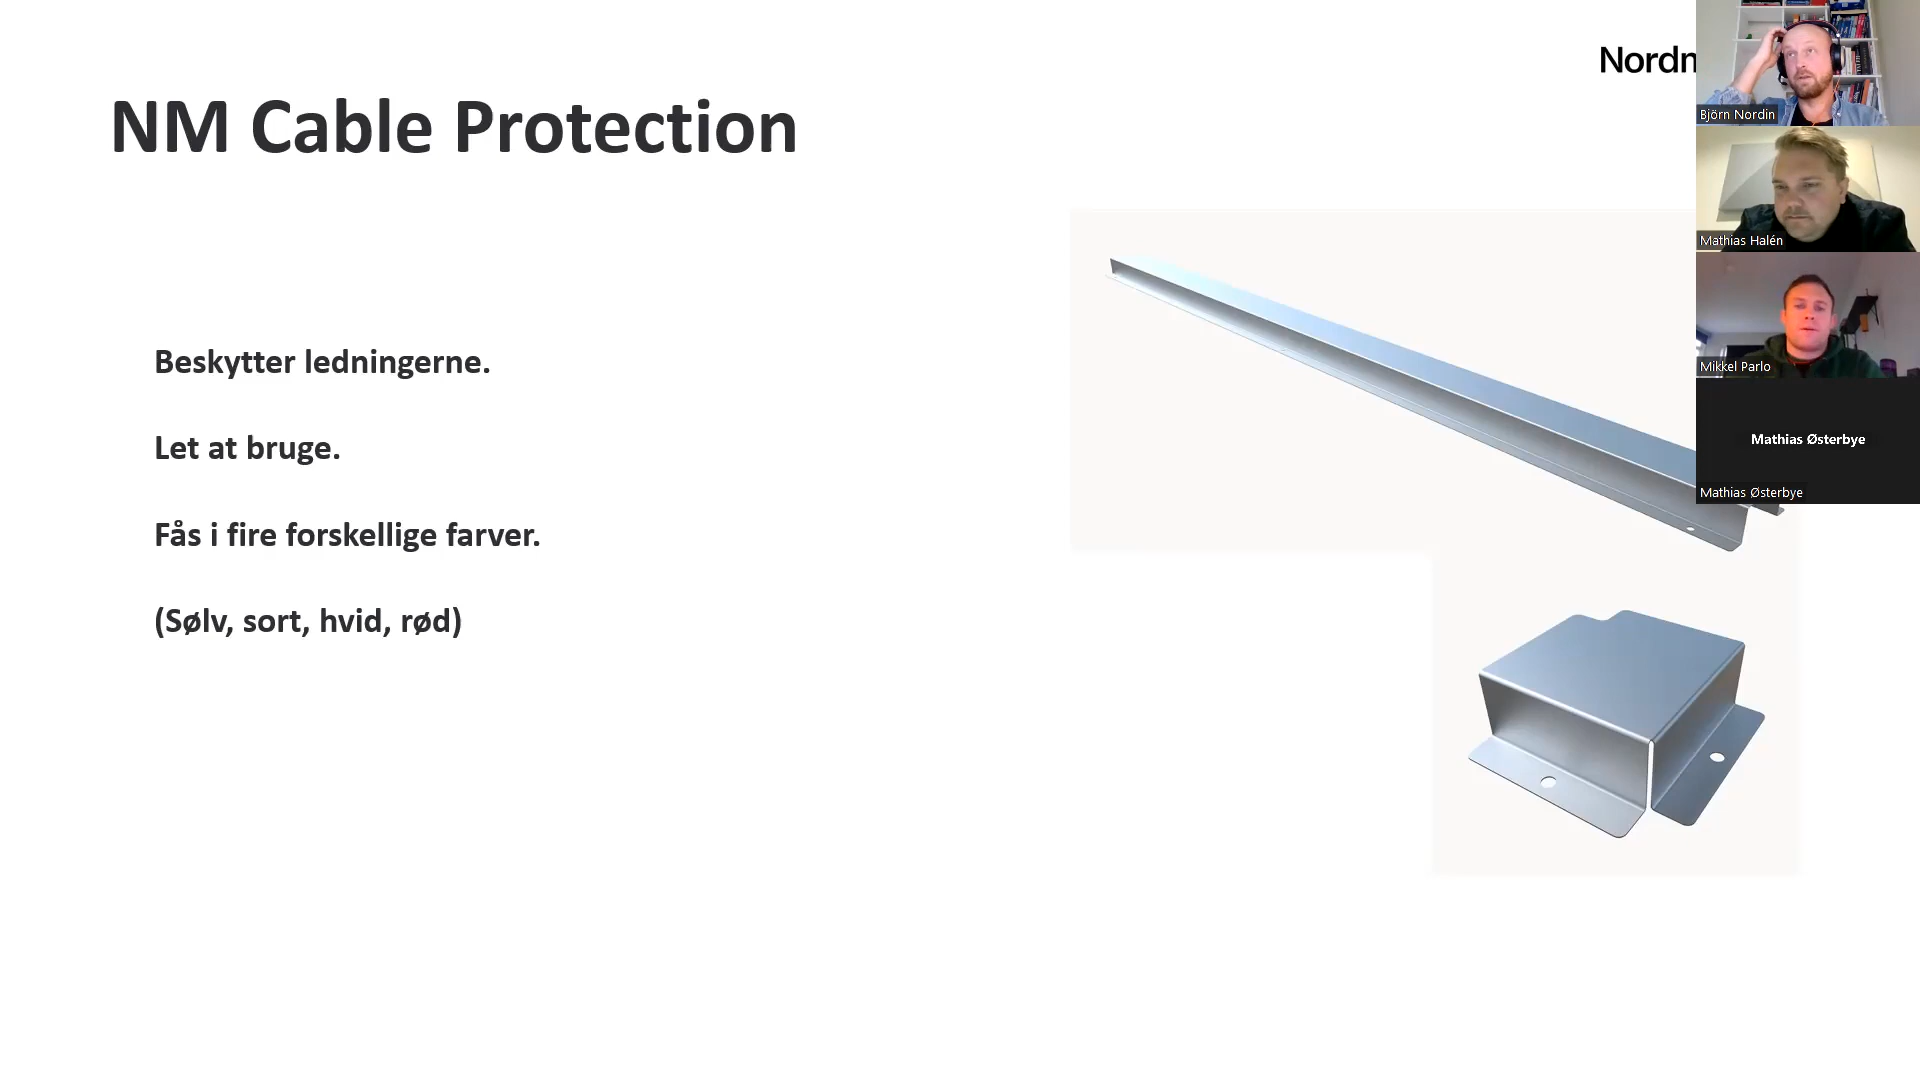 Nordn
NM Cable Protection
Beskytter ledningerne.
Let at bruge.
Fås i fire forskellige farver.
(Sølv, sort, hvid, rød)
Björn Nordin
Mathias Halén
Mikkel Parlo
Mathias Østerbye
Mathias Østerbye